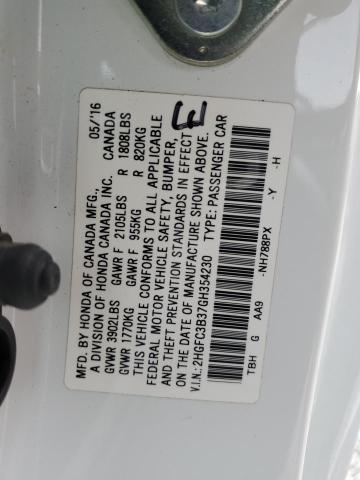 MFD. BY HONDA OF CANADA MFG., 05/'16
A DIVISION OF HONDA CANADA INC. CANADA
GVWR 3902LBS GAWR F 2105LBS R 1808LBS
GVWR 1770KG GAWR F 955KG R 820KG
THIS VEHICLE CONFORMS TO ALL APPLICABLE
FEDERAL MOTOR VEHICLE SAFETY, BUMPER,
AND THEFT PREVENTION STANDARDS IN EFFECT
ON THE DATE OF MANUFACTURE SHOWN ABOVE.
V.I.N.: 2HGFC3B37GH354230 TYPE: PASSENGER CAR
E
TBH G AA9 -NH788PX -Y -H